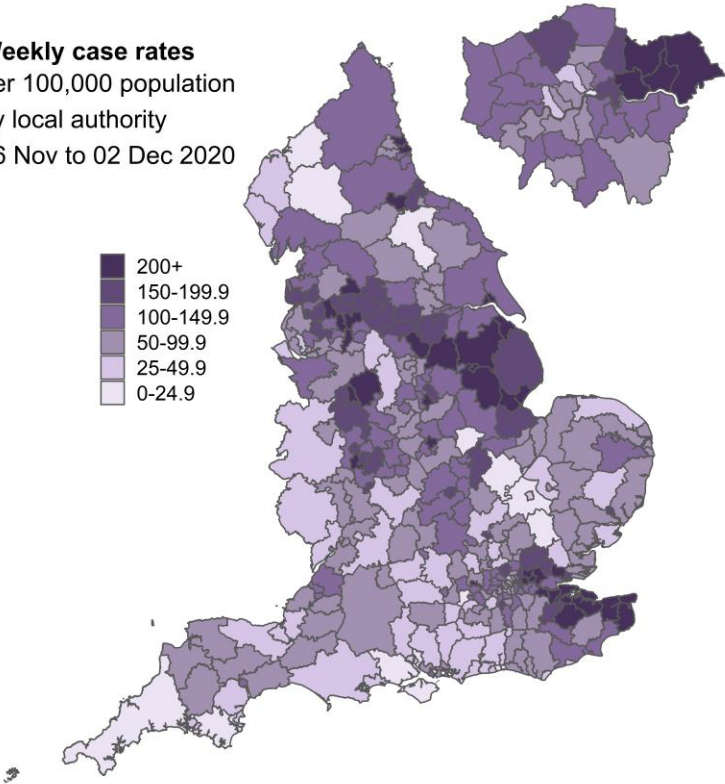 Weekly case rates
er 100,000 population
y local authority
6 Nov to 02 Dec 2020
200+
150-199.9
100-149.9
50-99.9
25-49.9
0-24.9